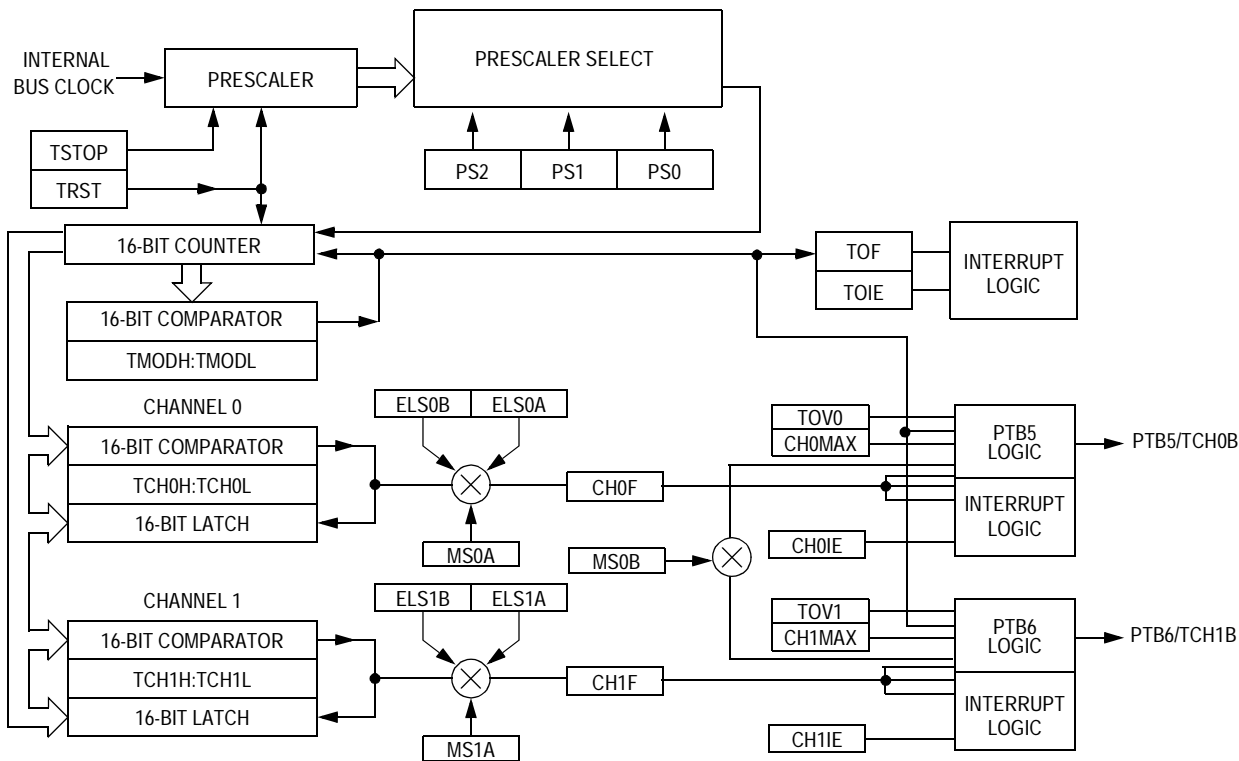 INTERNAL
BUS CLOCK
PRESCALER
PRESCALER SELECT
TSTOP
TRST
PS2
PS1
PS0
16-BIT COUNTER
TOF
TOIE
INTERRUPT
LOGIC
16-BIT COMPARATOR
TMODH:TMODL
CHANNEL 0
ELS0B
ELS0A
16-BIT COMPARATOR
TCH0H:TCH0L
16-BIT LATCH
MS0A
CH0F
MS0B
TOV0
CH0MAX
CH0IE
PTB5
LOGIC
INTERRUPT
LOGIC
PTB5/TCH0B
CHANNEL 1
ELS1B
ELS1A
16-BIT COMPARATOR
TCH1H:TCH1L
16-BIT LATCH
MS1A
CH1F
TOV1
CH1MAX
CH1IE
PTB6
LOGIC
INTERRUPT
LOGIC
PTB6/TCH1B